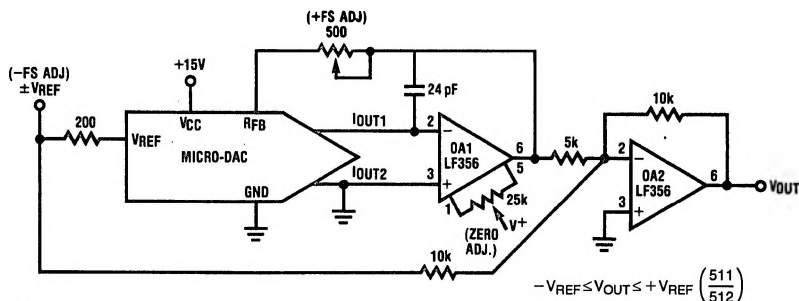 (+FS ADJ)
500
(−FS ADJ)
±VREF
+15V
200
VREF
VCC
RFB
MICRO-DAC
GND
24 pF
IOUT1
IOUT2
2
−
3
+
OA1
LF356
6
5
1
25k
V+
(ZERO
ADJ.)
5k
10k
2
−
3
+
OA2
LF356
6
VOUT
10k
−VREF ≤ VOUT ≤ +VREF (511/512)